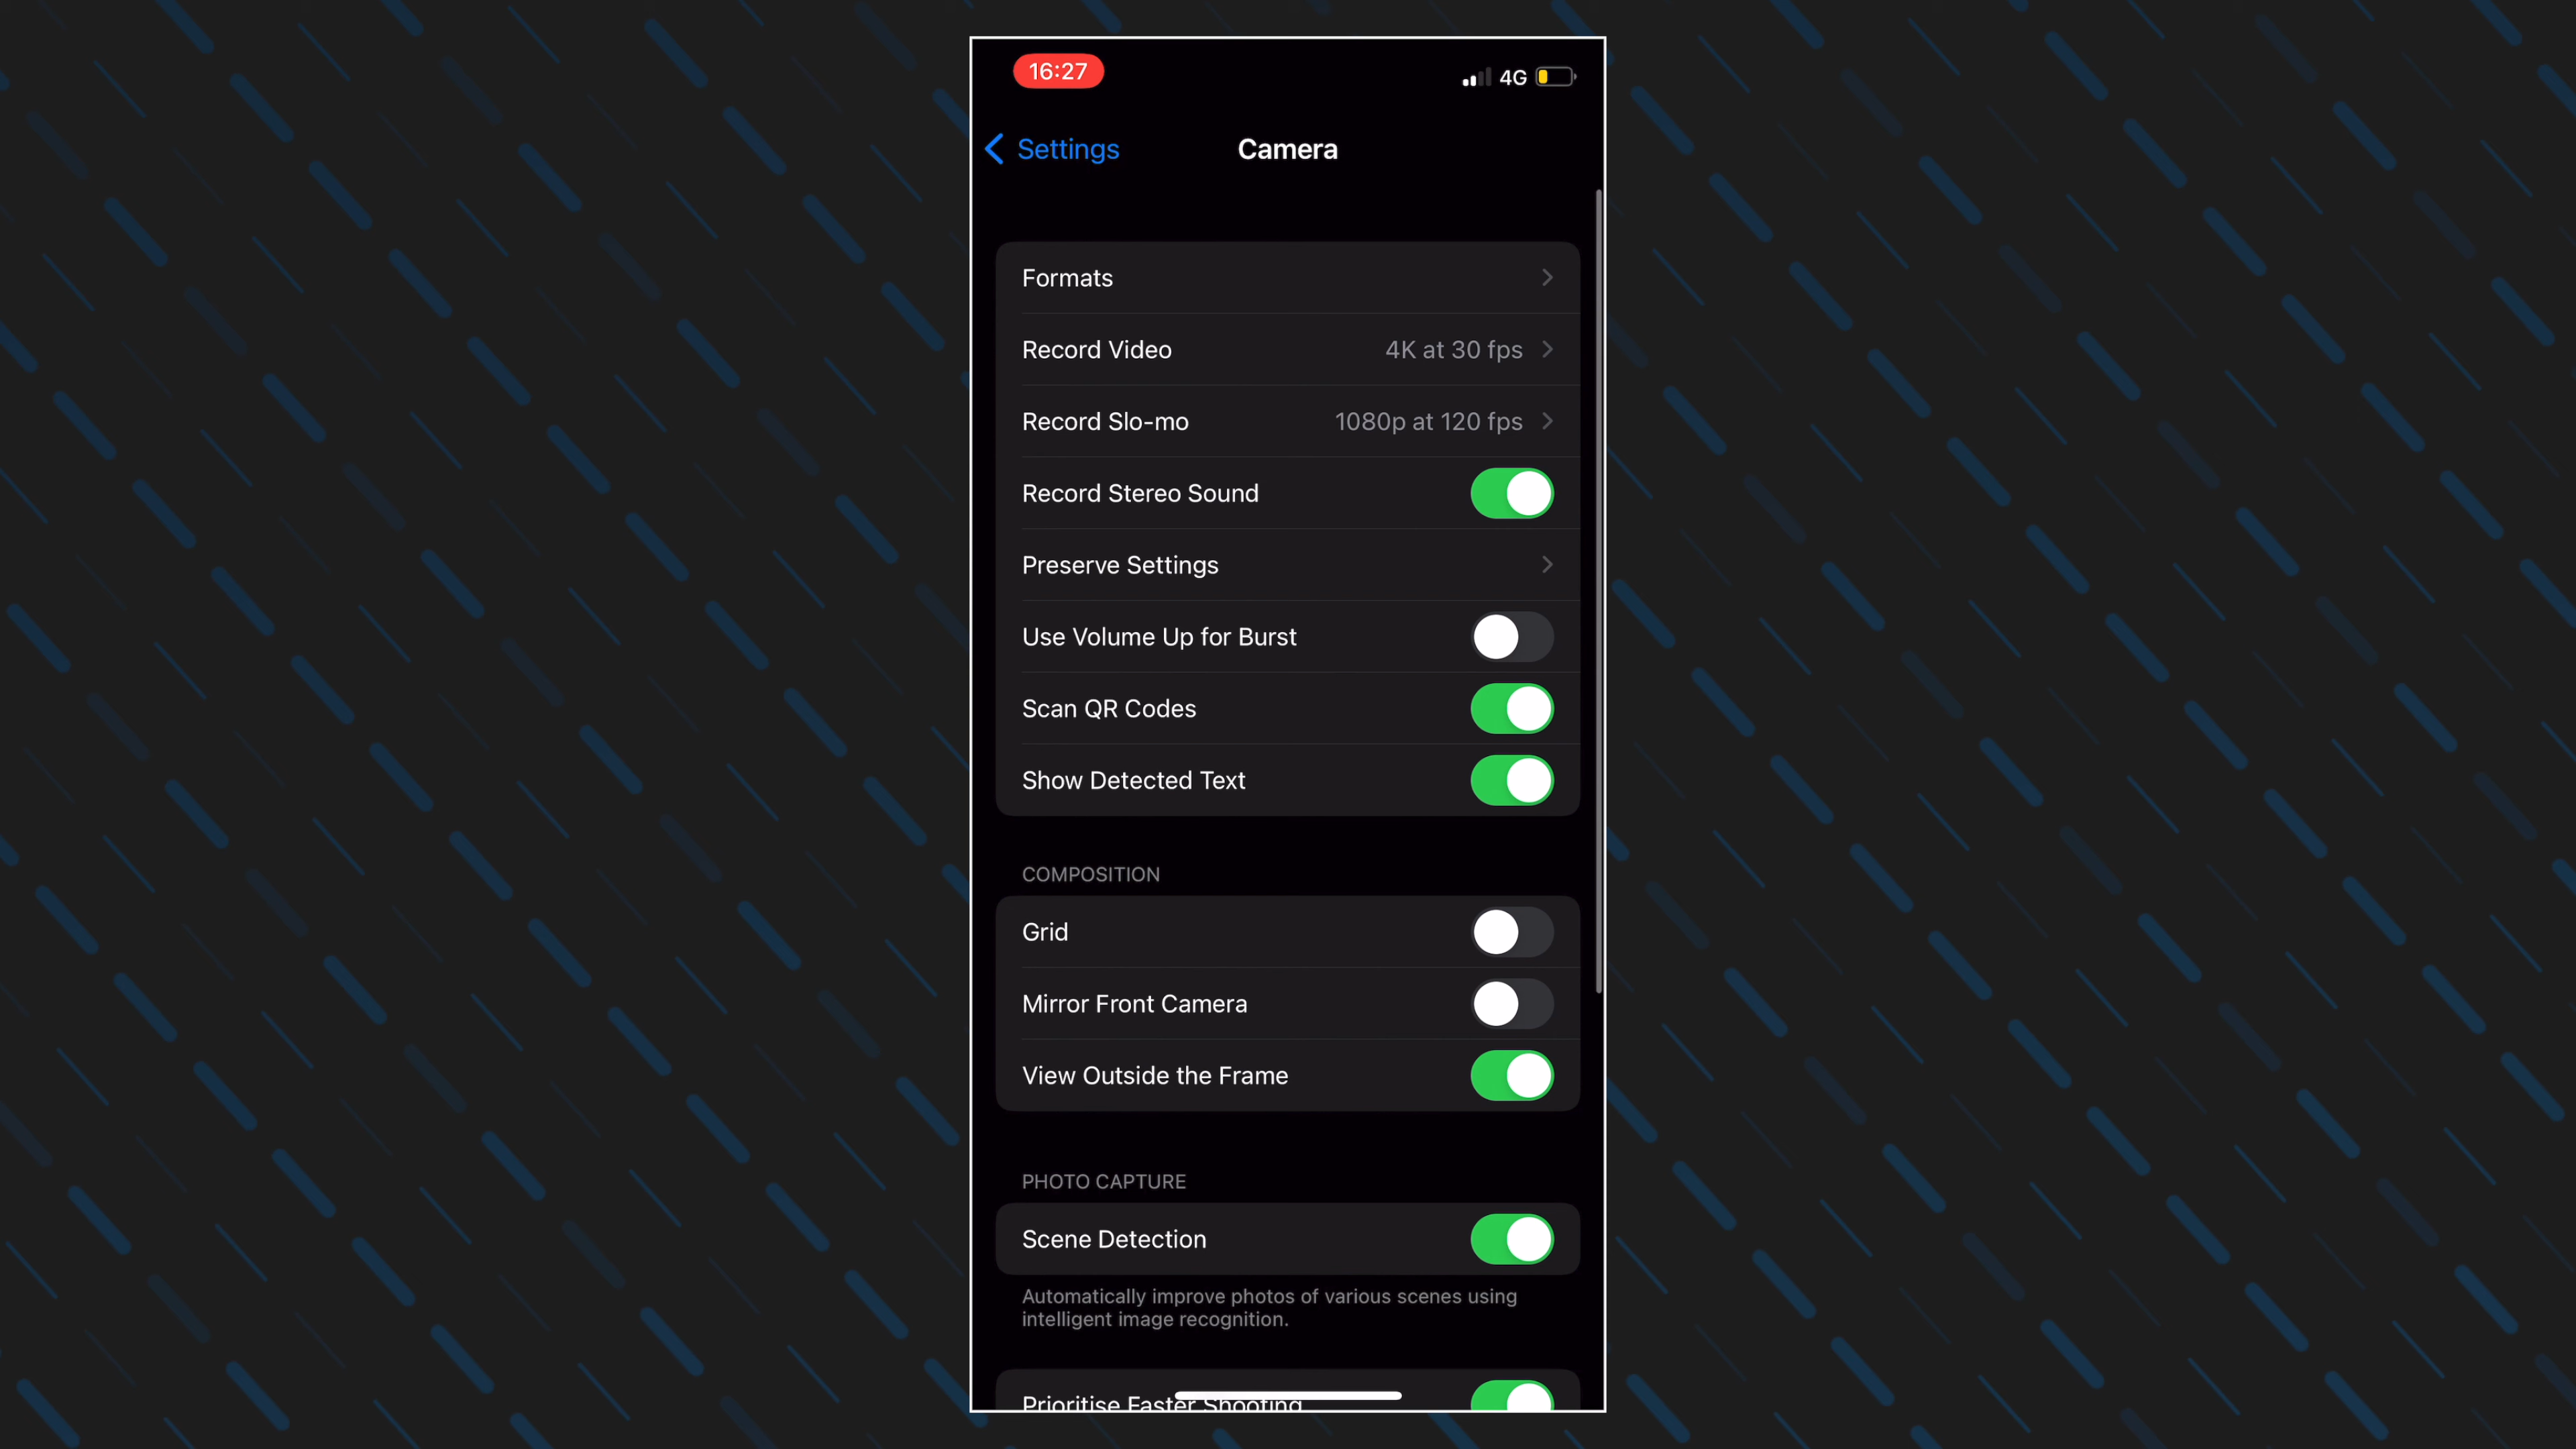 16:27
4G
Settings
Camera
Formats
Record Video 4K at 30 fps
Record Slo-mo 1080p at 120 fps
Record Stereo Sound
Preserve Settings
Use Volume Up for Burst
Scan QR Codes
Show Detected Text
COMPOSITION
Grid
Mirror Front Camera
View Outside the Frame
PHOTO CAPTURE
Scene Detection
Automatically improve photos of various scenes using
intelligent image recognition.
Prioritise Faster Shooting